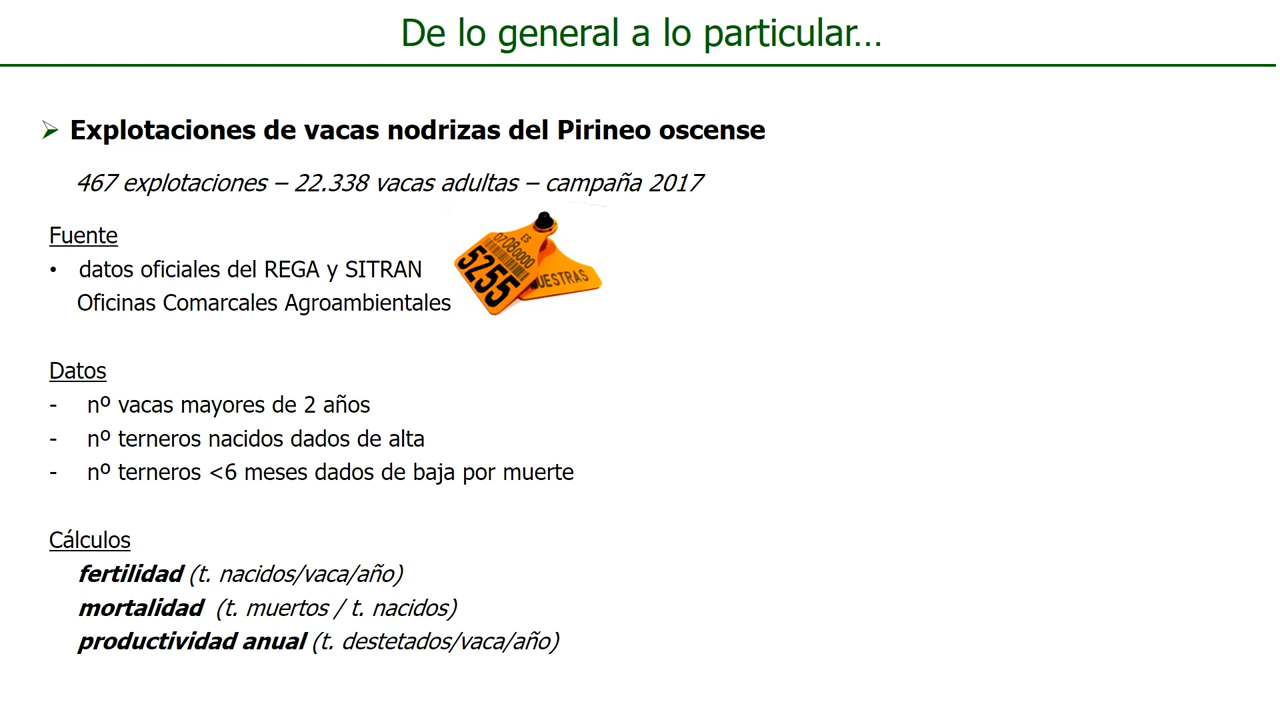 De lo general a lo particular...
➢ Explotaciones de vacas nodrizas del Pirineo oscense
467 explotaciones – 22.338 vacas adultas – campaña 2017
Fuente
• datos oficiales del REGA y SITRAN
Oficinas Comarcales Agroambientales
ES
07080000
5255
UESTRAS
Datos
- nº vacas mayores de 2 años
- nº terneros nacidos dados de alta
- nº terneros <6 meses dados de baja por muerte
Cálculos
fertilidad (t. nacidos/vaca/año)
mortalidad (t. muertos / t. nacidos)
productividad anual (t. destetados/vaca/año)